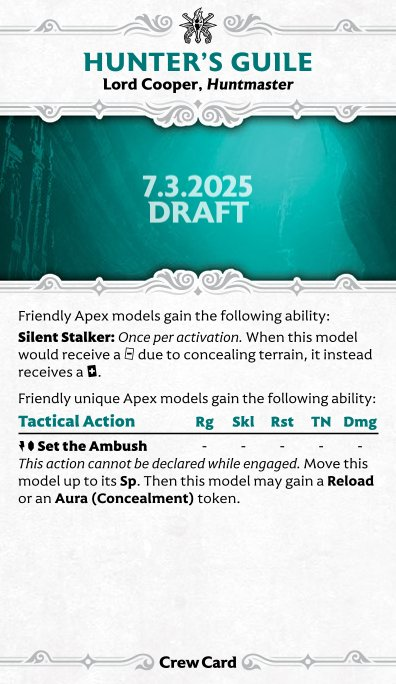 HUNTER'S GUILE
Lord Cooper, Huntmaster
7.3.2025
DRAFT
Friendly Apex models gain the following ability:
Silent Stalker: Once per activation. When this model
would receive a due to concealing terrain, it instead
receives a .
Friendly unique Apex models gain the following ability:
Tactical Action Rg Skl Rst TN Dmg
Set the Ambush - - - - -
This action cannot be declared while engaged. Move this
model up to its Sp. Then this model may gain a Reload
or an Aura (Concealment) token.
Crew Card